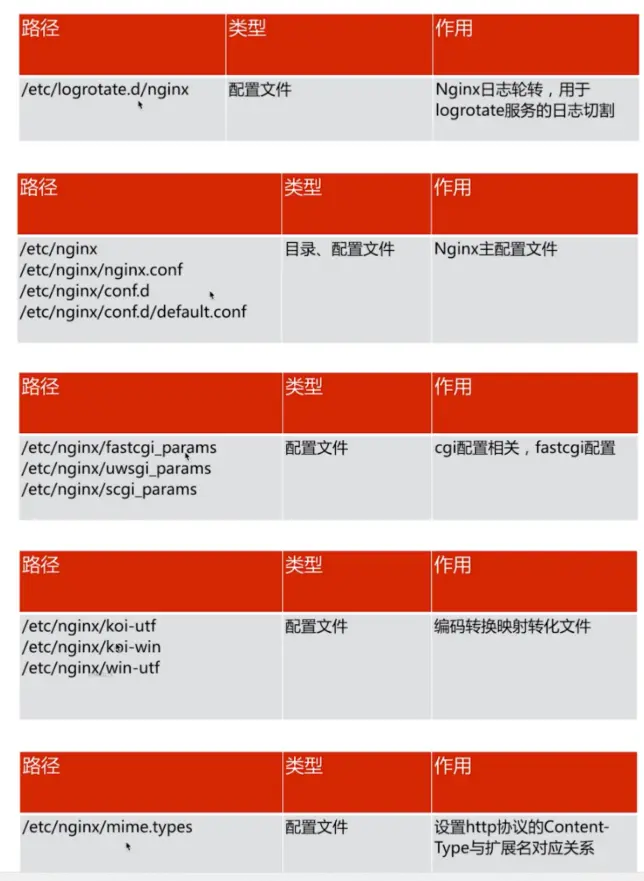 路径 类型 作用
/etc/logrotate.d/nginx 配置文件 Nginx日志轮转，用于
logrotate服务的日志切割
路径 类型 作用
/etc/nginx 目录、配置文件 Nginx主配置文件
/etc/nginx/nginx.conf
/etc/nginx/conf.d
/etc/nginx/conf.d/default.conf
路径 类型 作用
/etc/nginx/fastcgi_params 配置文件 cgi配置相关，fastcgi配置
/etc/nginx/uwsgi_params
/etc/nginx/scgi_params
路径 类型 作用
/etc/nginx/koi-utf 配置文件 编码转换映射转化文件
/etc/nginx/koi-win
/etc/nginx/win-utf
路径 类型 作用
/etc/nginx/mime.types 配置文件 设置http协议的Content-
Type与扩展名对应关系